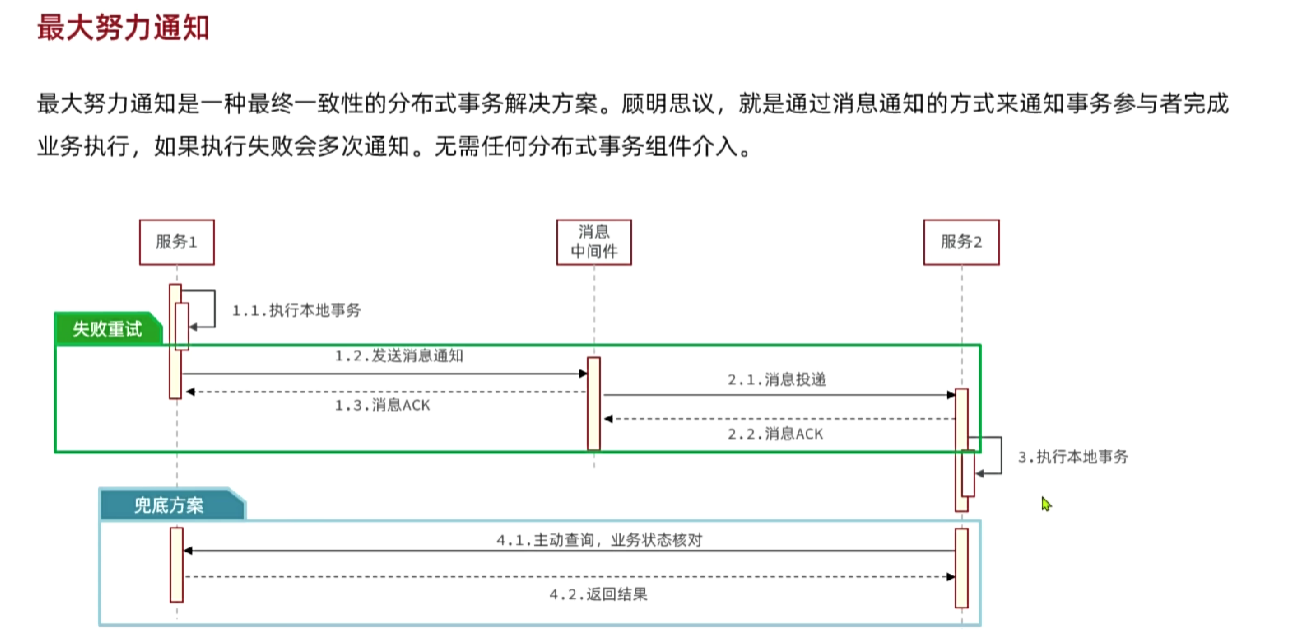 最大努力通知
最大努力通知是一种最终一致性的分布式事务解决方案。顾明思议，就是通过消息通知的方式来通知事务参与者完成
业务执行，如果执行失败会多次通知。无需任何分布式事务组件介入。
服务1
消息
中间件
服务2
1.1.执行本地事务
失败重试
1.2.发送消息通知
2.1.消息投递
1.3.消息ACK
2.2.消息ACK
3.执行本地事务
兜底方案
4.1.主动查询，业务状态核对
4.2.返回结果